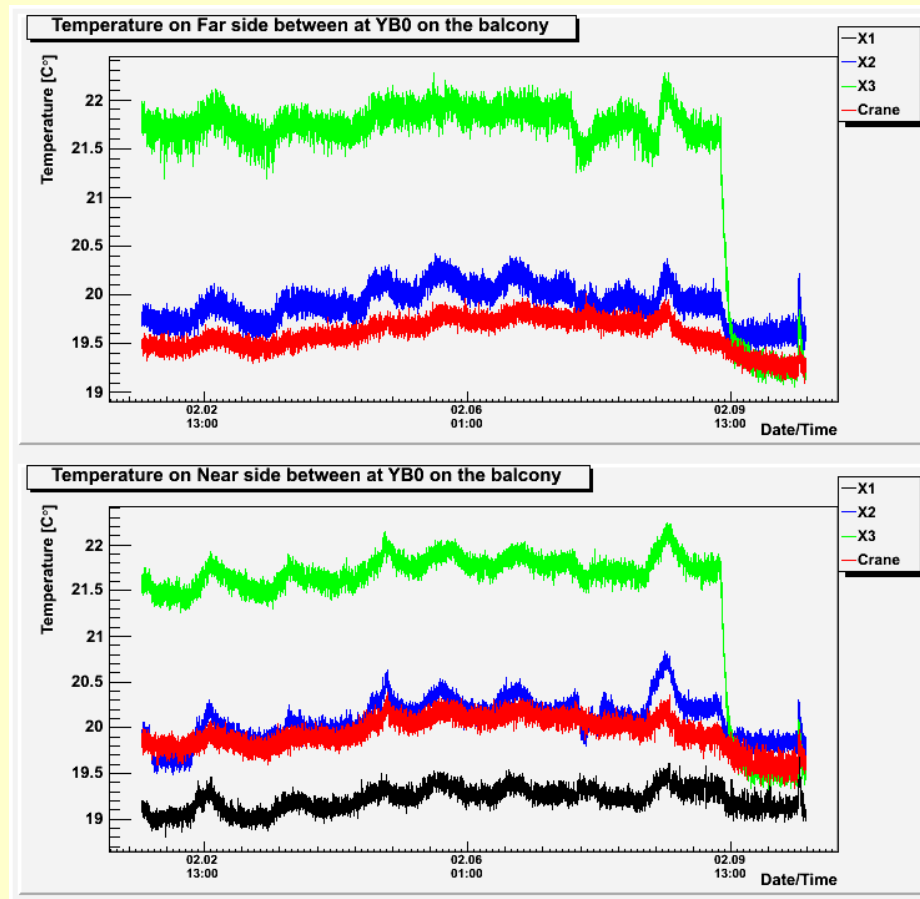 Temperature on Far side between at YB0 on the balcony
X1
X2
X3
Crane
Temperature [C°]
22
21.5
21
20.5
20
19.5
19
02.02
13:00
02.06
01:00
02.09
13:00
Date/Time
Temperature on Near side between at YB0 on the balcony
X1
X2
X3
Crane
Temperature [C°]
22
21.5
21
20.5
20
19.5
19
02.02
13:00
02.06
01:00
02.09
13:00
Date/Time